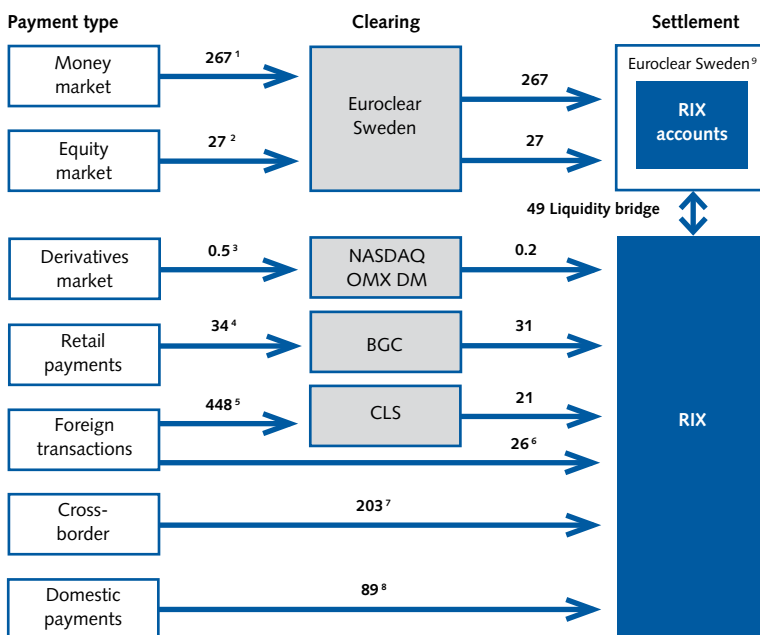 Payment type
Clearing
Settlement
Money
market
267 ¹
Euroclear
Sweden
267
Euroclear Sweden⁹
RIX
accounts
Equity
market
27 ²
27
49 Liquidity bridge
Derivatives
market
0.5 ³
NASDAQ
OMX DM
0.2
Retail
payments
34 ⁴
BGC
31
Foreign
transactions
448 ⁵
CLS
21
26 ⁶
RIX
Cross-
border
203 ⁷
Domestic
payments
89 ⁸